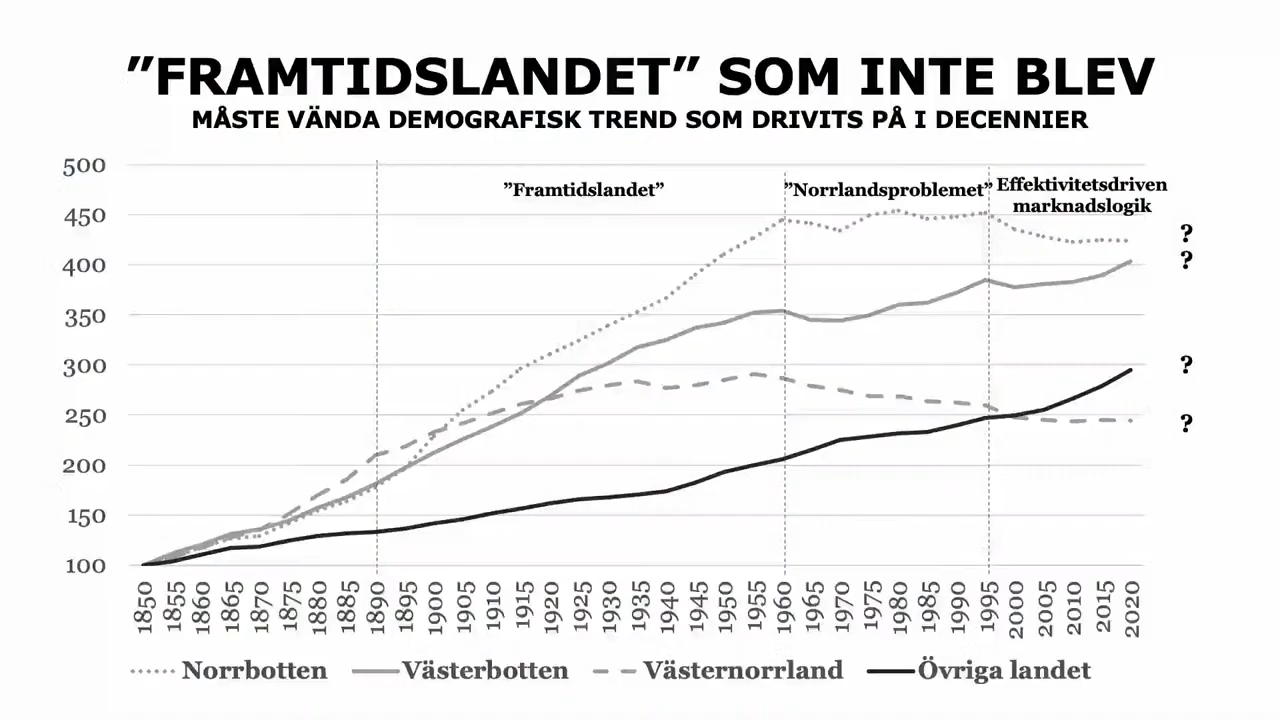 ”FRAMTIDSLANDET” SOM INTE BLEV
MÅSTE VÄNDA DEMOGRAFISK TREND SOM DRIVITS PÅ I DECENNIER
500
450
400
350
300
250
200
150
100
”Framtidslandet”
”Norrlandsproblemet”
Effektivitetsdriven
marknadslogik
?
?
?
?
1850 1855 1860 1865 1870 1875 1880 1885 1890 1895 1900 1905 1910 1915 1920 1925 1930 1935 1940 1945 1950 1955 1960 1965 1970 1975 1980 1985 1990 1995 2000 2005 2010 2015 2020
Norrbotten Västerbotten Västernorrland Övriga landet